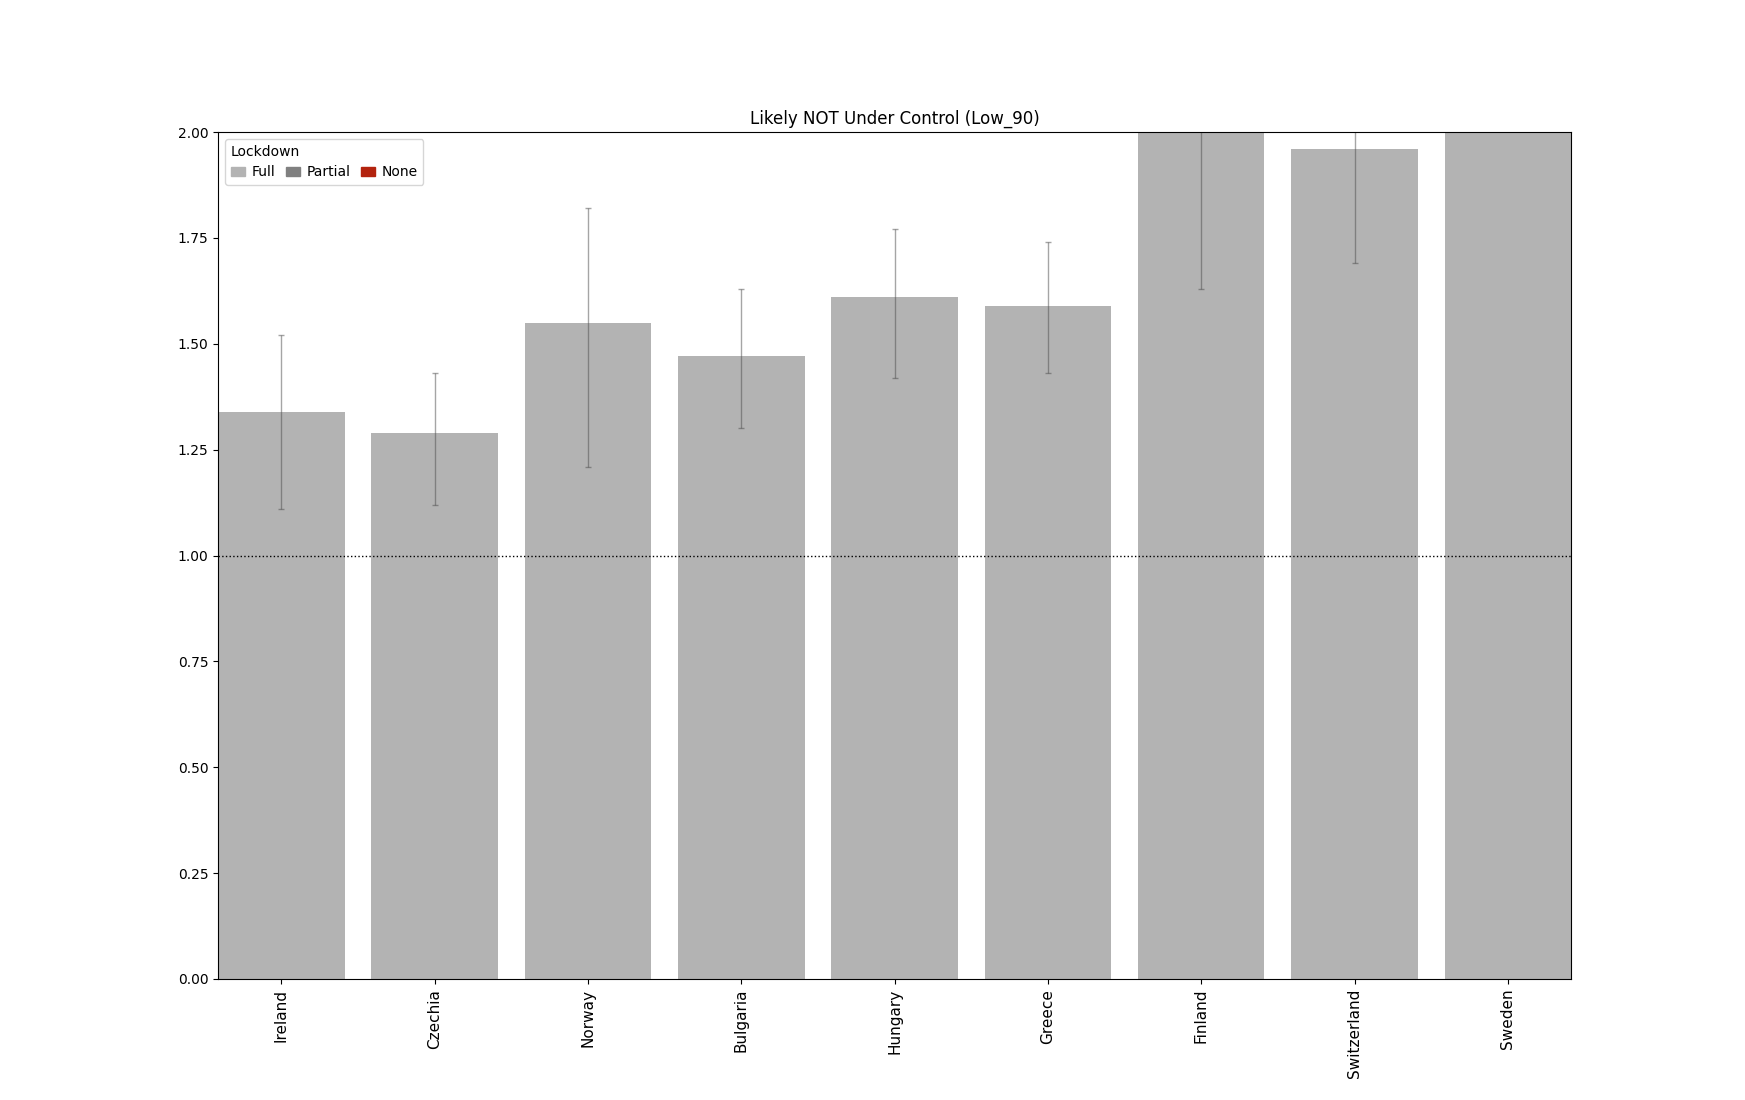 Likely NOT Under Control (Low_90)
Lockdown
Full Partial None
2.00
1.75
1.50
1.25
1.00
0.75
0.50
0.25
0.00
Ireland
Czechia
Norway
Bulgaria
Hungary
Greece
Finland
Switzerland
Sweden